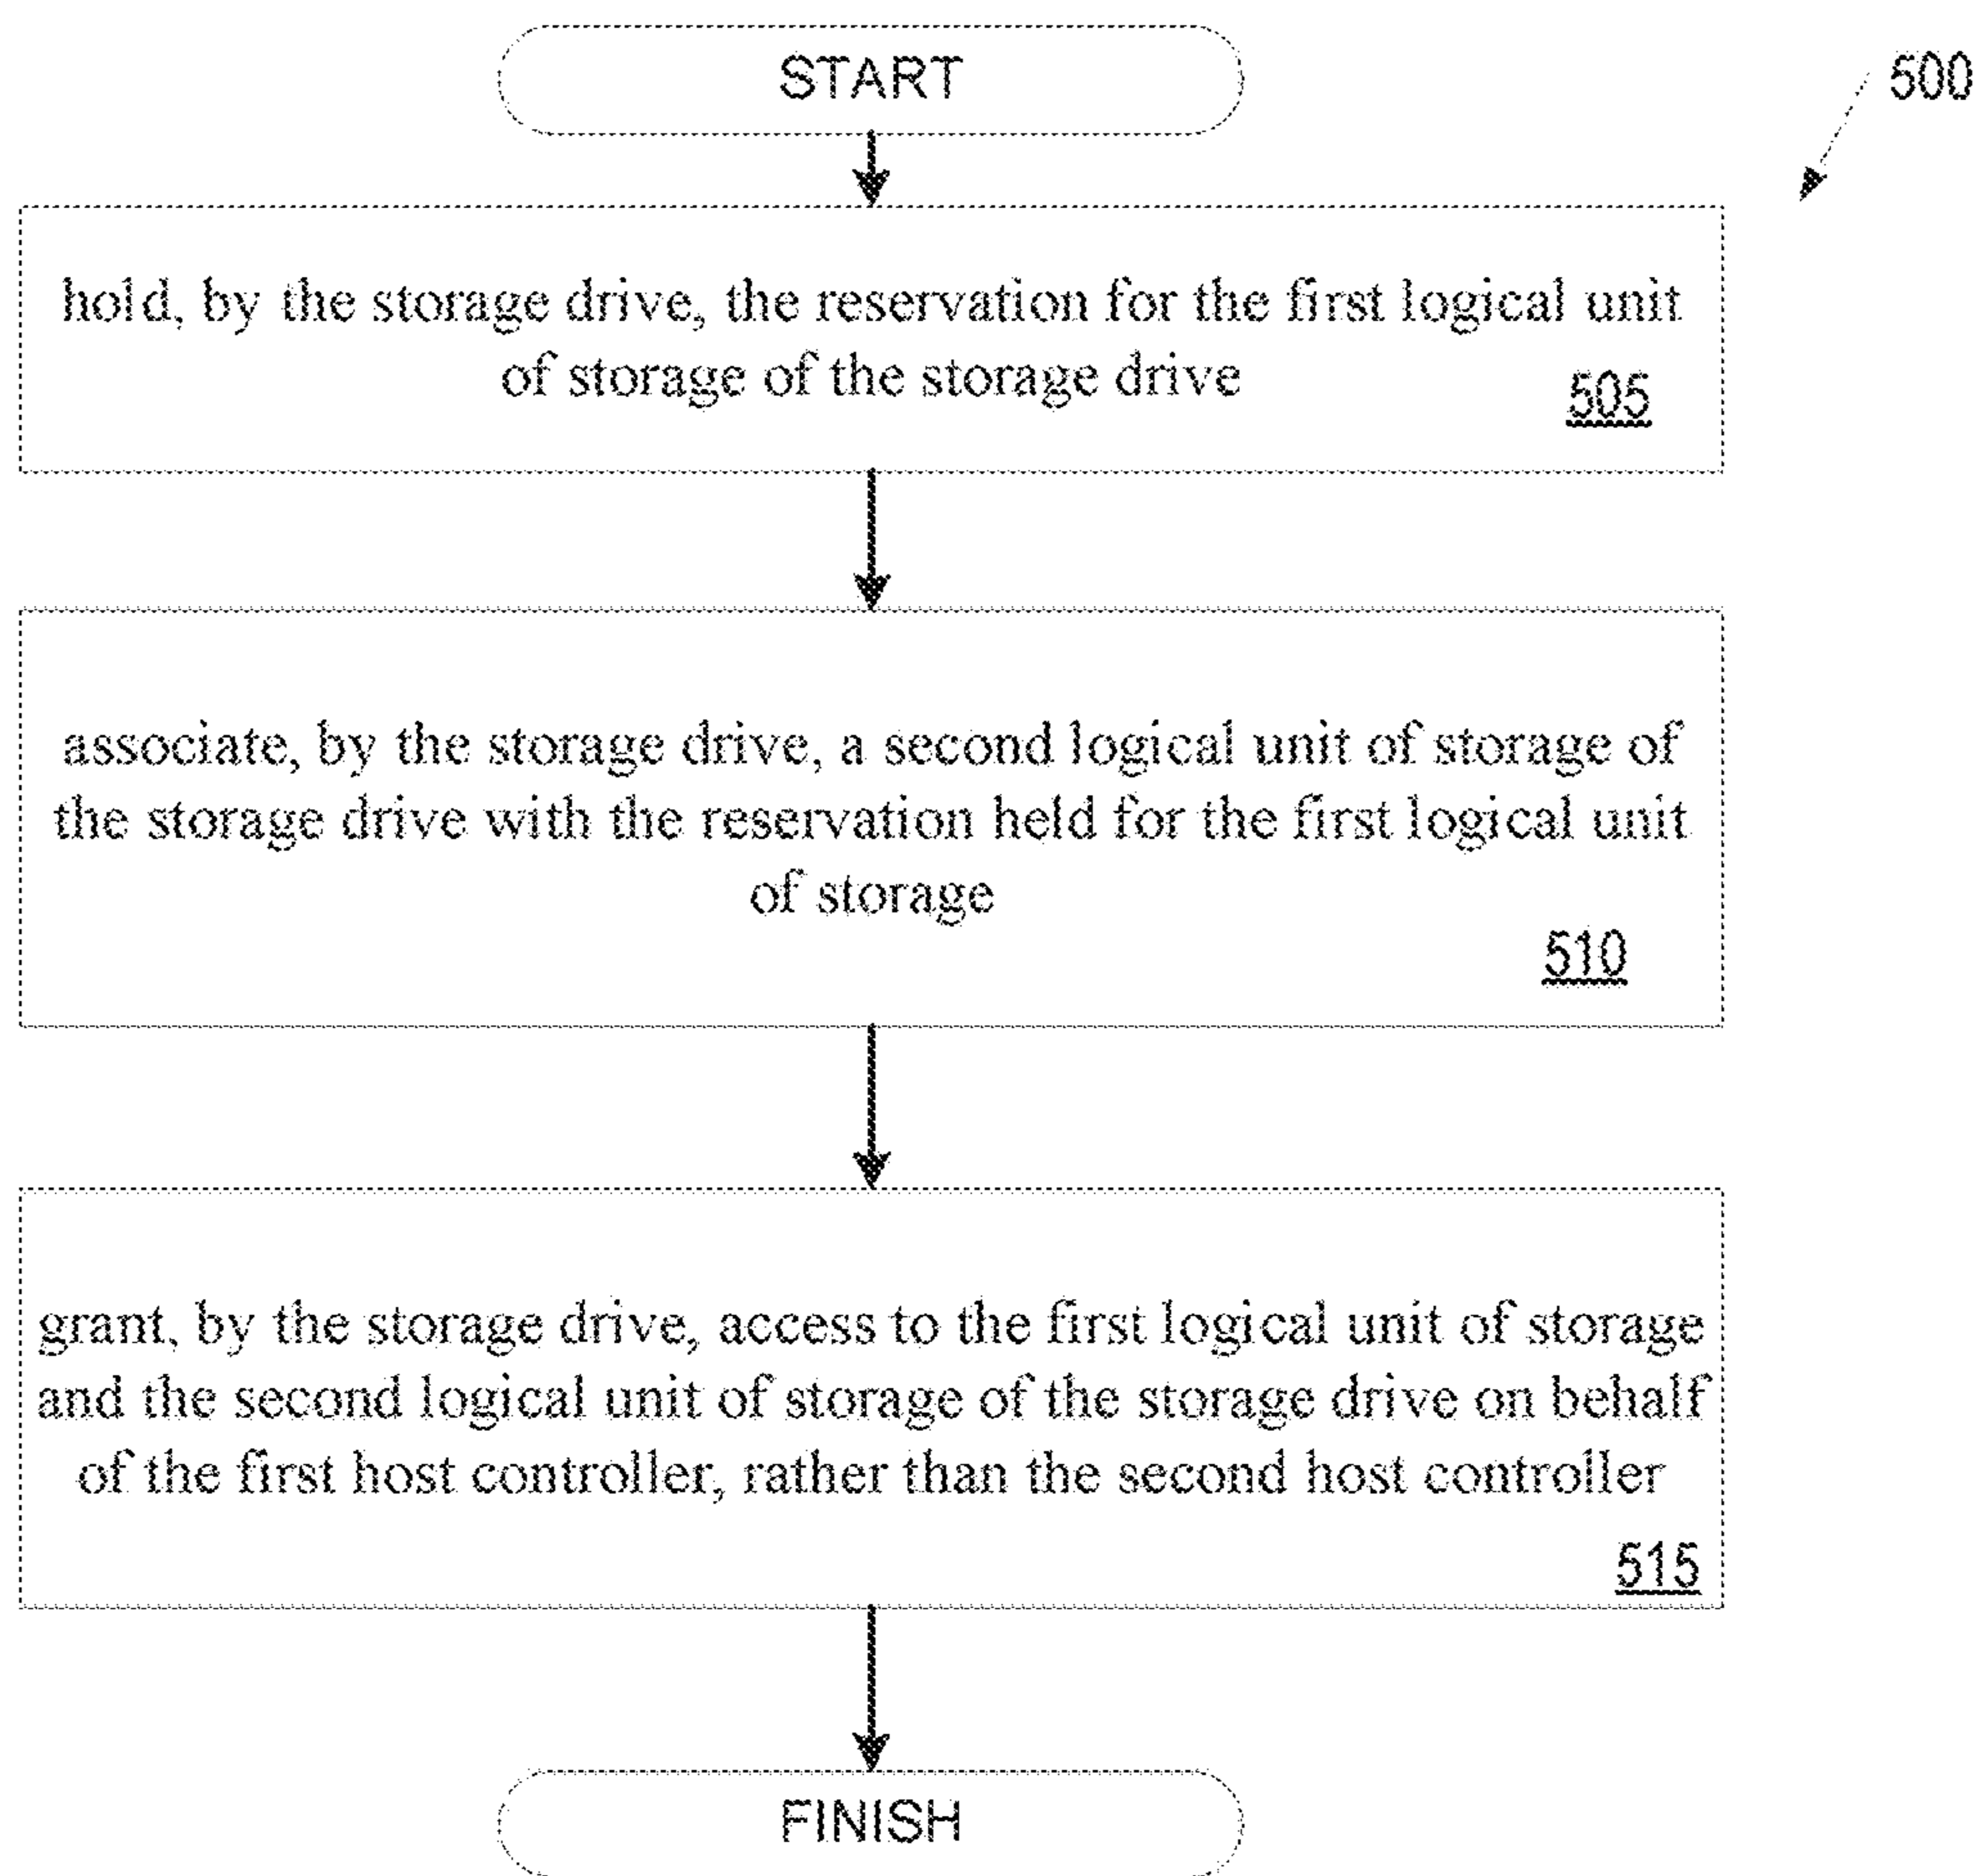 START
500
hold, by the storage drive, the reservation for the first logical unit
of storage of the storage drive
505
associate, by the storage drive, a second logical unit of storage of
the storage drive with the reservation held for the first logical unit
of storage
510
grant, by the storage drive, access to the first logical unit of storage
and the second logical unit of storage of the storage drive on behalf
of the first host controller, rather than the second host controller
515
FINISH